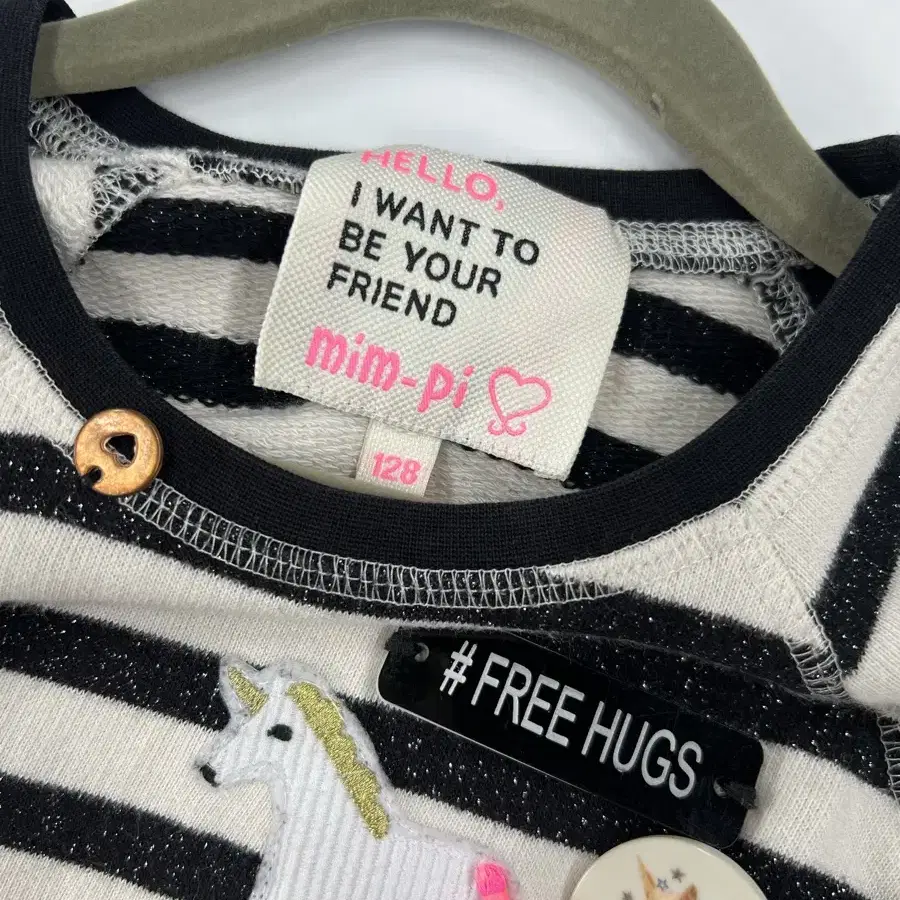 HELLO,
I WANT TO
BE YOUR
FRIEND
mim-pi
128
# FREE HUGS